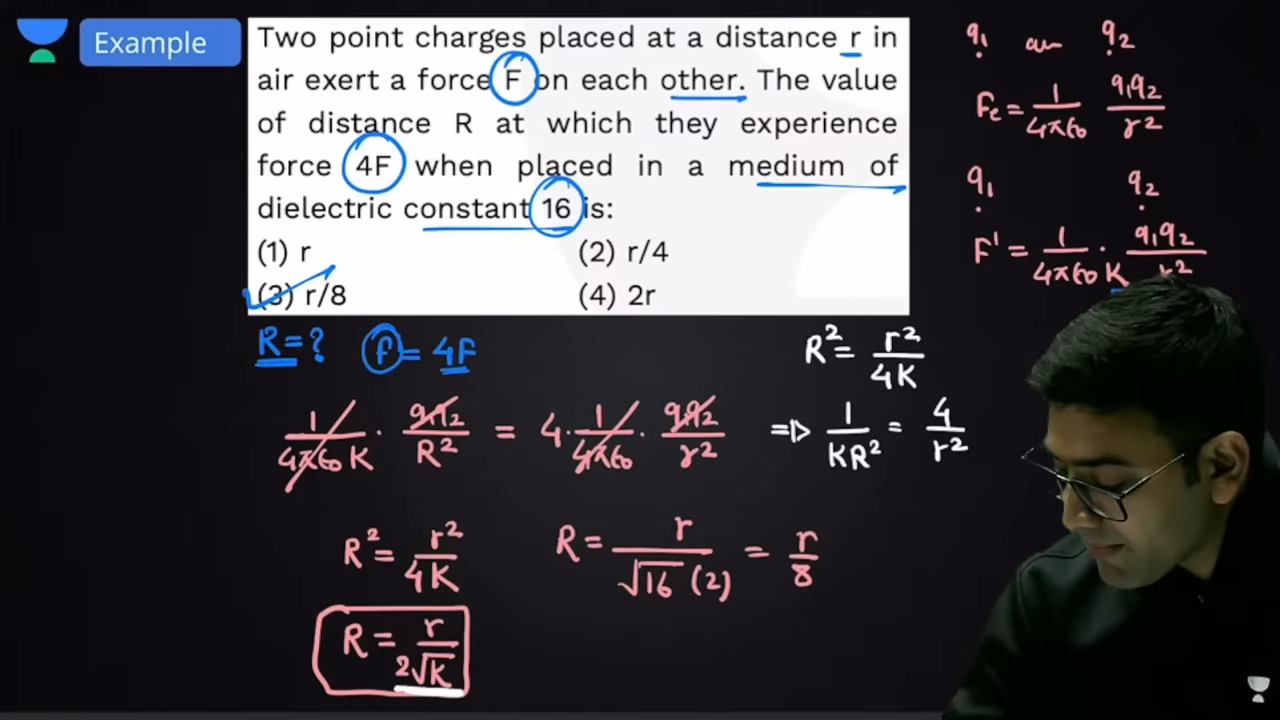 Example
Two point charges placed at a distance r in
air exert a force F on each other. The value
of distance R at which they experience
force 4F when placed in a medium of
dielectric constant 16 is:
(1) r (2) r/4
(3) r/8 (4) 2r
q₁ air q₂
Fₑ = 1/4πε₀ q₁q₂/r²
q₁ q₂
F' = 1/4πε₀K · q₁q₂/r²
R = ? f = 4F
R² = r²/4K
1/4πε₀K · q₁q₂/R² = 4 · 1/4πε₀ · q₁q₂/r² ⇒ 1/KR² = 4/r²
R² = r²/4K R = r/√16 (2) = r/8
R = r/2√K